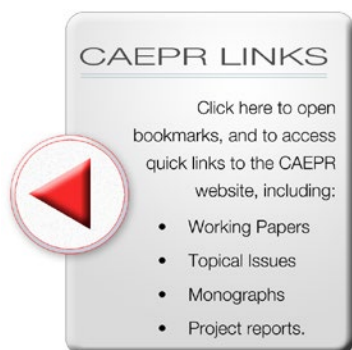 CAEPR LINKS
Click here to open
bookmarks, and to access
quick links to the CAEPR
website, including:
• Working Papers
• Topical Issues
• Monographs
• Project reports.